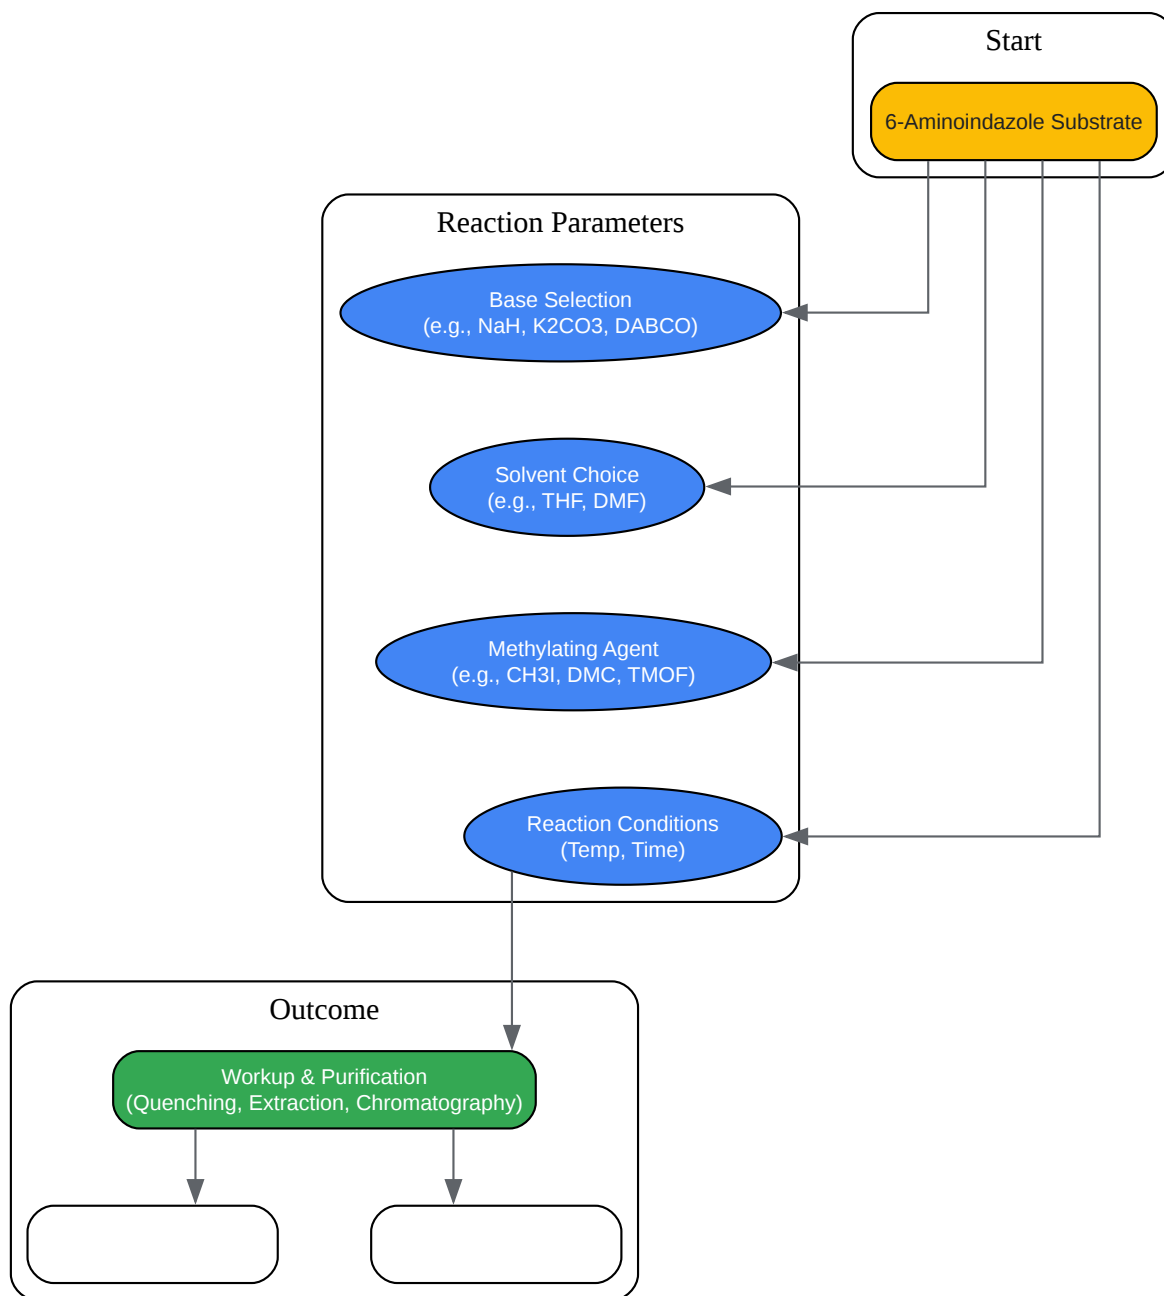 Start
6-Aminoindazole Substrate
Reaction Parameters
Base Selection
(e.g., NaH, K2CO3, DABCO)
Solvent Choice
(e.g., THF, DMF)
Methylating Agent
(e.g., CH3I, DMC, TMOF)
Reaction Conditions
(Temp, Time)
Outcome
Workup & Purification
(Quenching, Extraction, Chromatography)